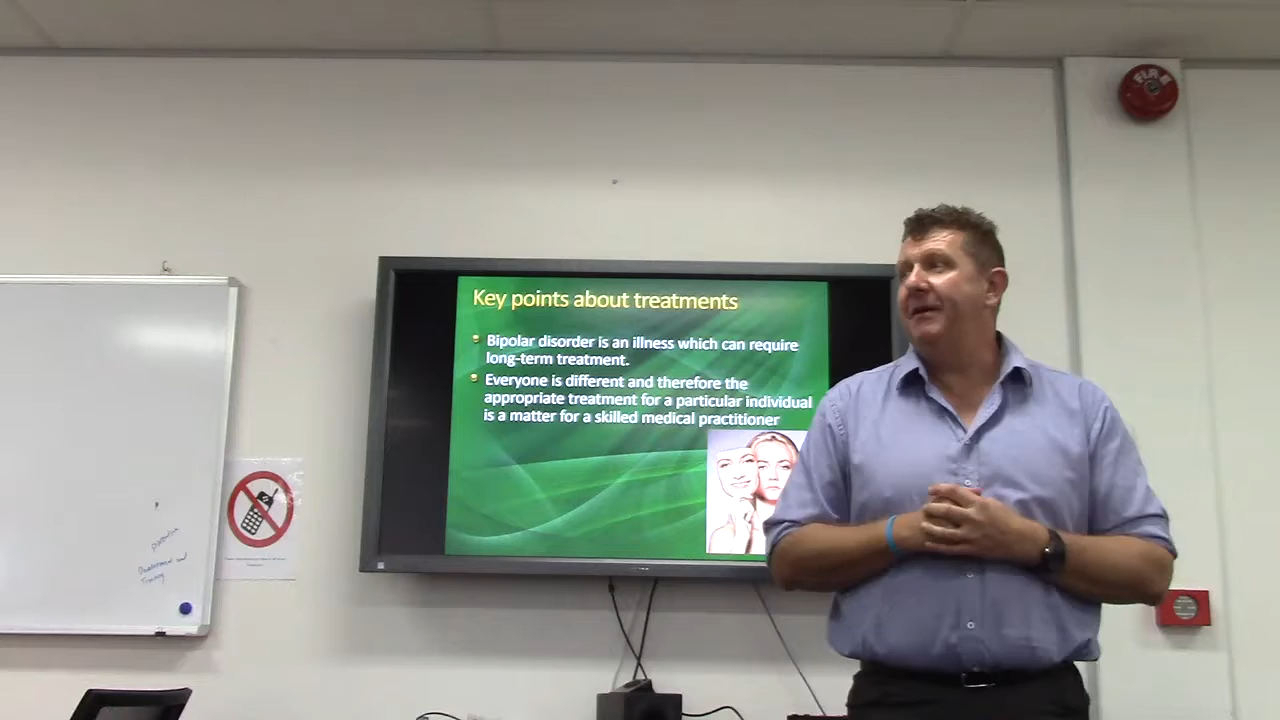 FIRE
Key points about treatments
Bipolar disorder is an illness which can require
long-term treatment.
Everyone is different and therefore the
appropriate treatment for a particular individual
is a matter for a skilled medical practitioner
Training